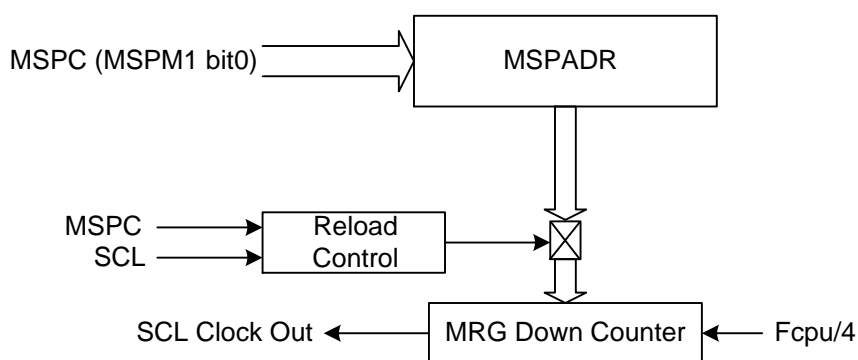 MSPC (MSPM1 bit0)
MSPADR
MSPC
SCL
Reload
Control
SCL Clock Out
MRG Down Counter
Fcpu/4